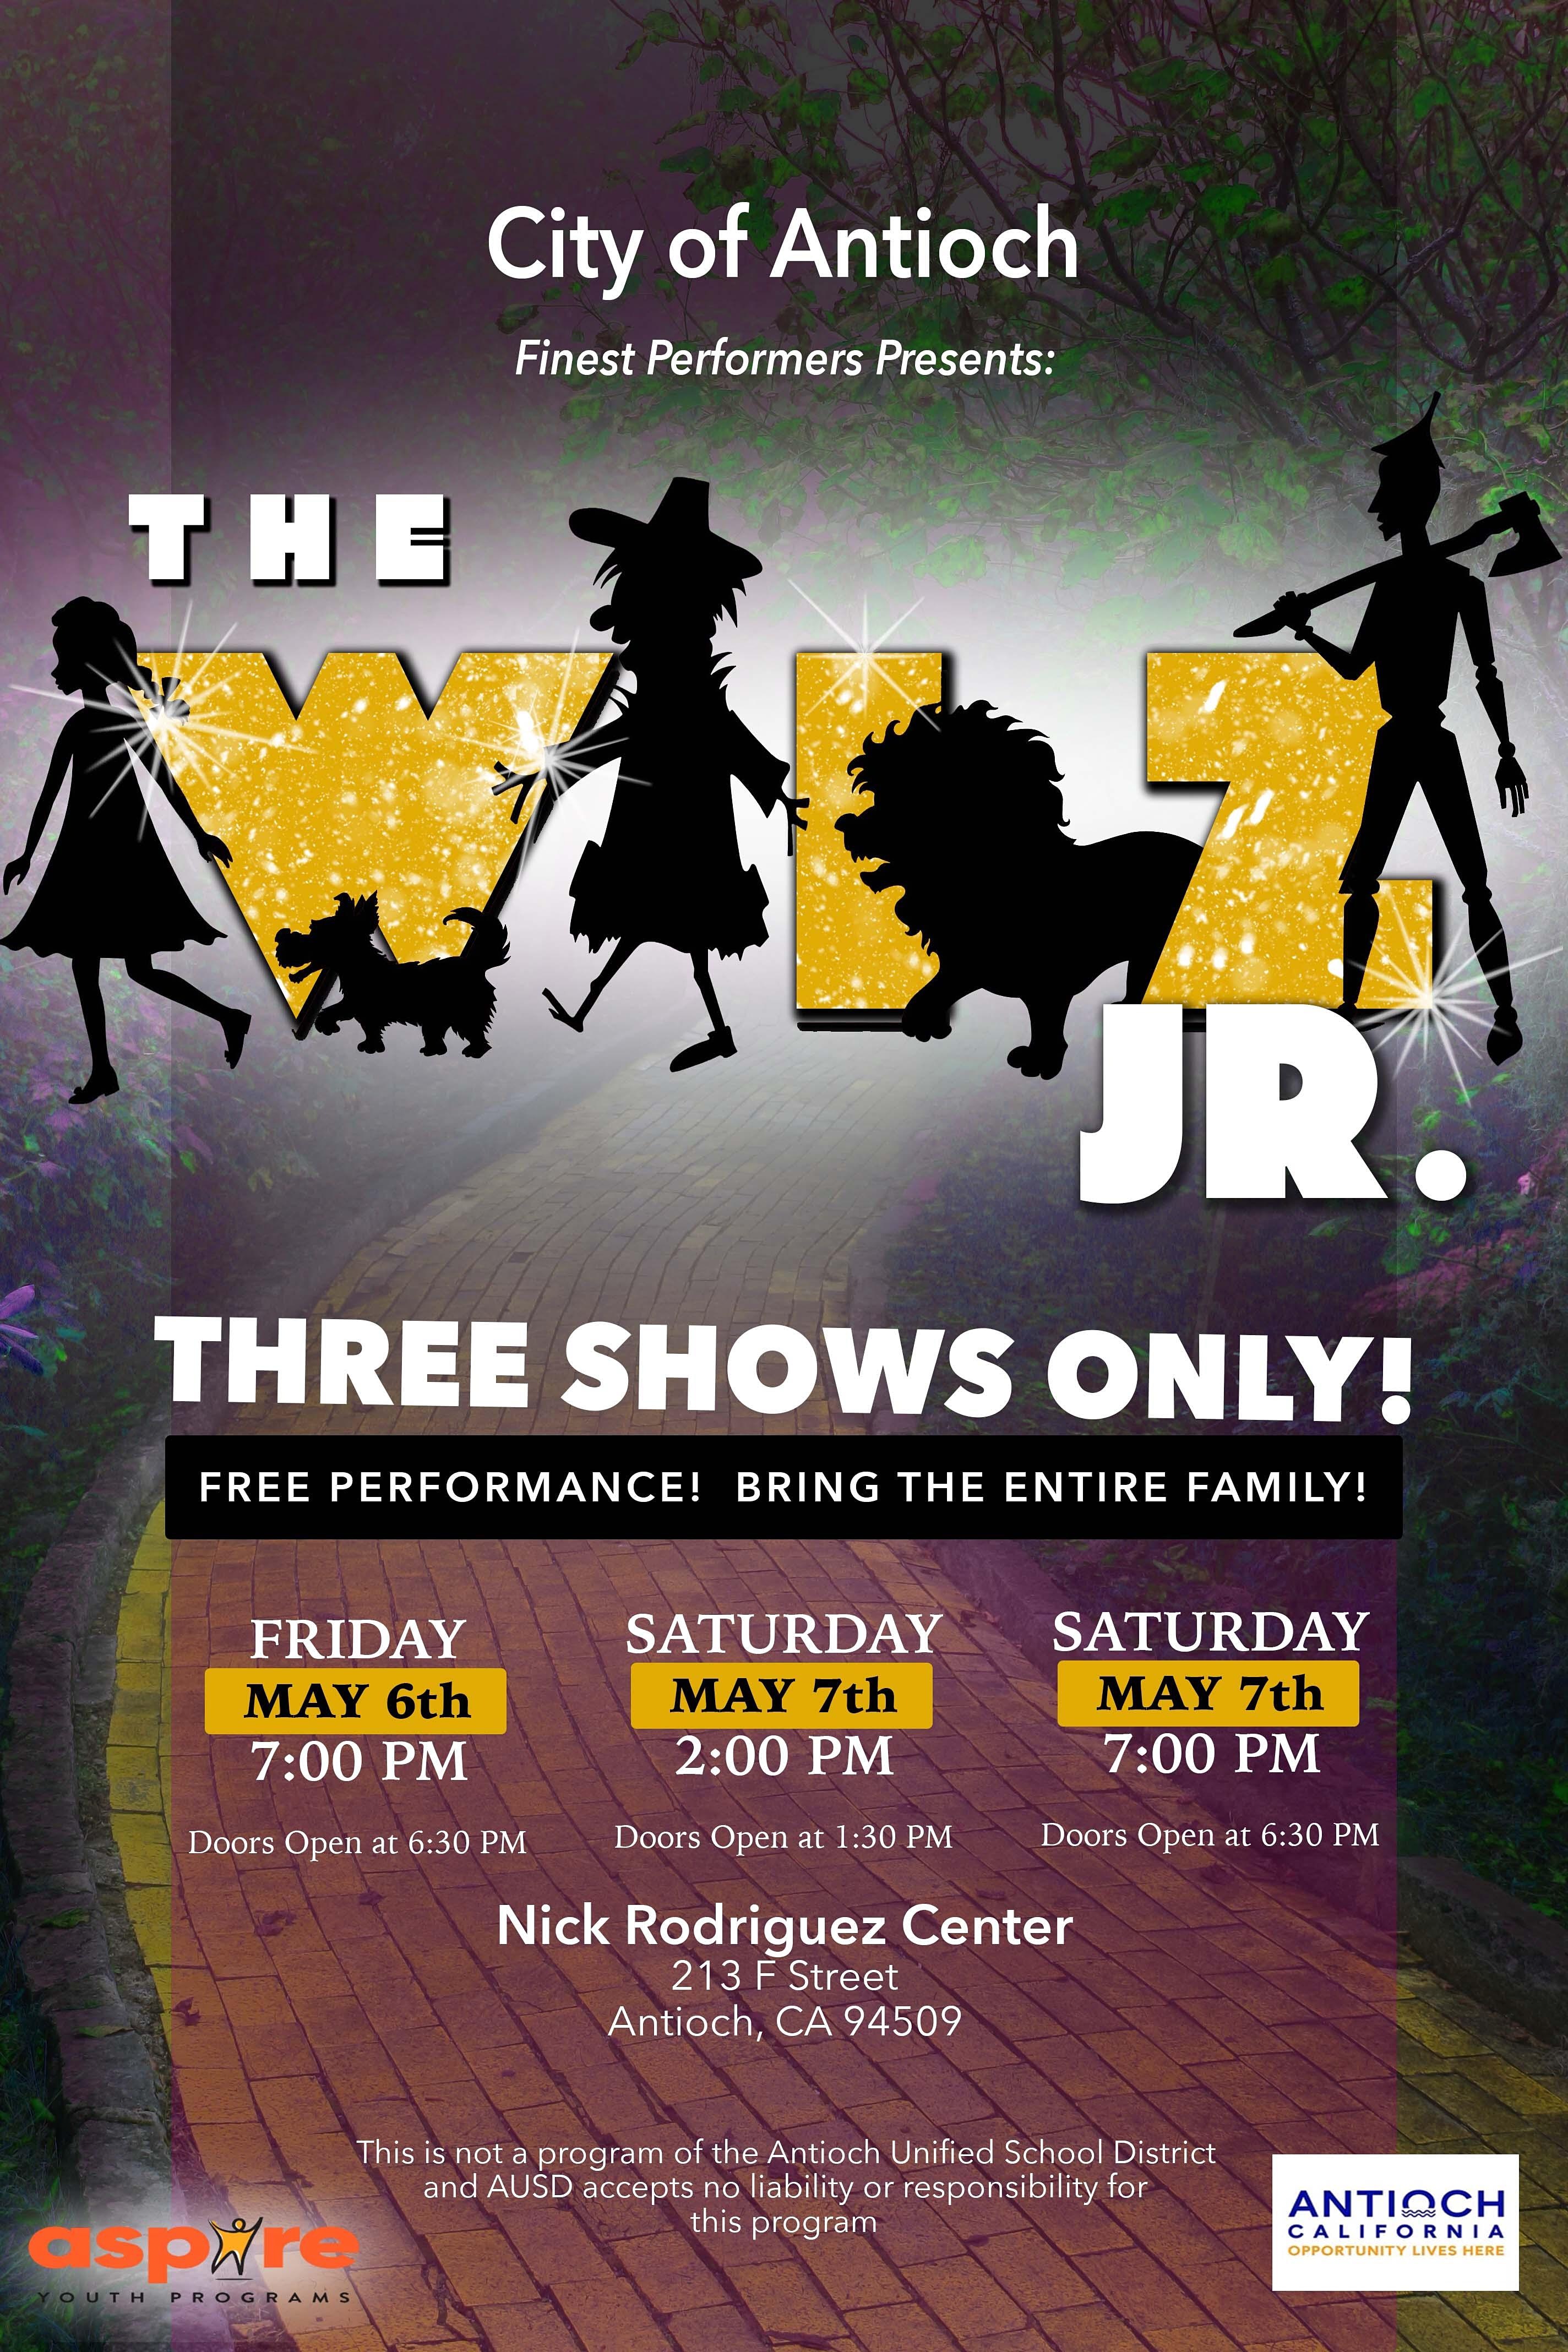 City of Antioch
Finest Performers Presents:
THE
WIZ
JR.
THREE SHOWS ONLY!
FREE PERFORMANCE! BRING THE ENTIRE FAMILY!
FRIDAY
MAY 6th
7:00 PM
Doors Open at 6:30 PM
SATURDAY
MAY 7th
2:00 PM
Doors Open at 1:30 PM
SATURDAY
MAY 7th
7:00 PM
Doors Open at 6:30 PM
Nick Rodriguez Center
213 F Street
Antioch, CA 94509
This is not a program of the Antioch Unified School District
and AUSD accepts no liability or responsibility for
this program
aspire
YOUTH PROGRAMS
ANTIOCH
CALIFORNIA
OPPORTUNITY LIVES HERE